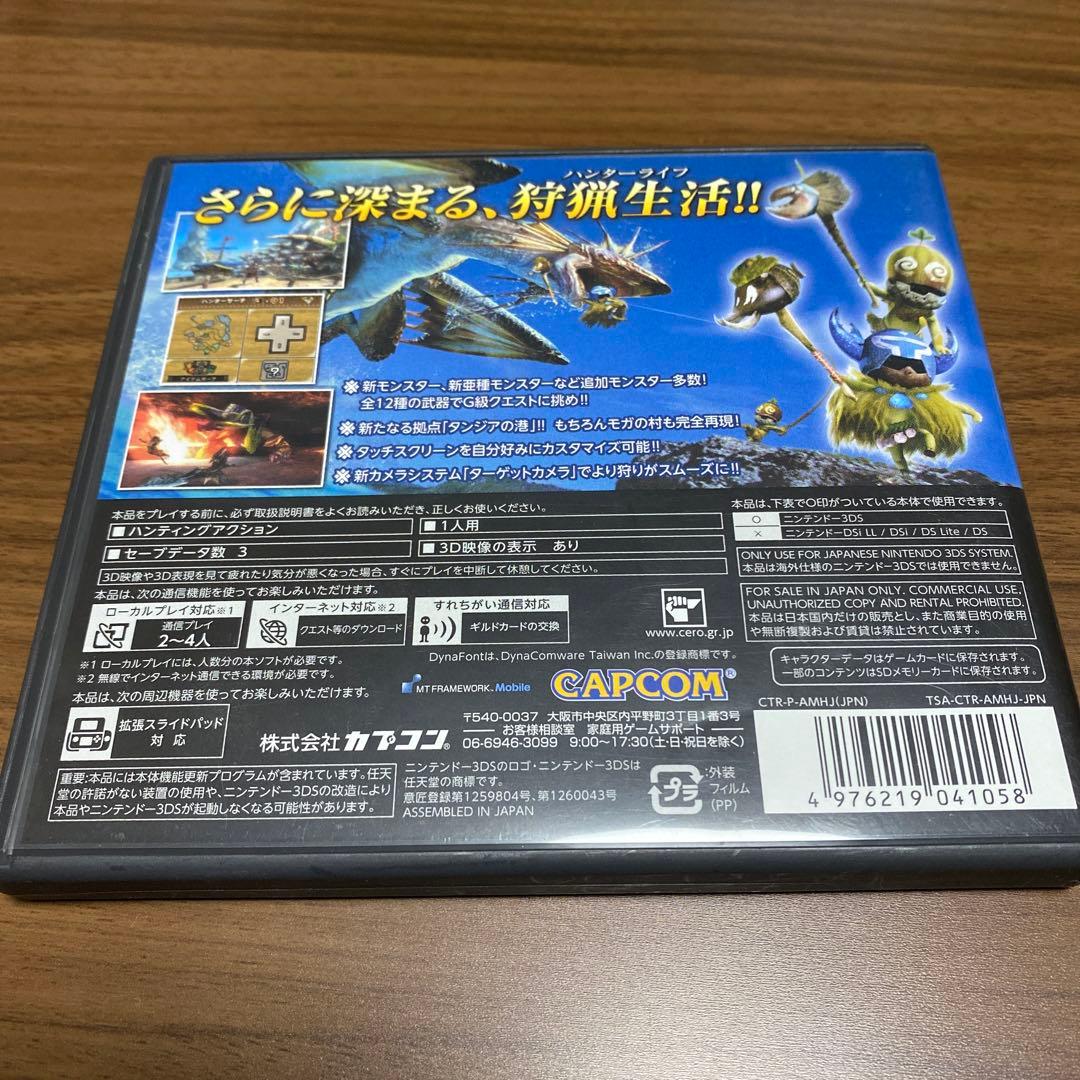 ハンターライフ
さらに深まる、狩猟生活!!
ハンターサーチ
※ 新モンスター、新亜種モンスターなど追加モンスター多数!
全12種の武器でG級クエストに挑め!!
※ 新たなる拠点「タンジアの港」!! もちろんモガの村も完全再現!
※ タッチスクリーンを自分好みにカスタマイズ可能!!
※ 新カメラシステム「ターゲットカメラ」でより狩りがスムーズに!!
本品をプレイする前に、必ず取扱説明書をよくお読みいただき、正しくお使いください。
■ハンティングアクション
■1人用
■セーブデータ数 3
■3D映像の表示 あり
3D映像や3D表現を見て疲れたり気分が悪くなった場合、すぐにプレイを中断して休憩してください。
本品は、次の通信機能を使ってお楽しみいただけます。
ローカルプレイ対応※1
通信プレイ
2〜4人
インターネット対応※2
クエスト等のダウンロード
すれちがい通信対応
ギルドカードの交換
※1 ローカルプレイには、人数分の本ソフトが必要です。
※2 無線でインターネット通信できる環境が必要です。
本品は、次の周辺機器を使ってお楽しみいただけます。
拡張スライドパッド
対応
重要:本品には本体機能更新プログラムが含まれています。任天
堂の許諾がない装置の使用や、ニンテンドー3DSの改造により
本品やニンテンドー3DSが起動しなくなる可能性があります。
本品は、下表で○印がついている本体で使用できます。
○ ニンテンドー3DS
× ニンテンドーDSi LL / DSi / DS Lite / DS
ONLY USE FOR JAPANESE NINTENDO 3DS SYSTEM.
本品は海外仕様のニンテンドー3DSでは使用できません。
FOR SALE IN JAPAN ONLY. COMMERCIAL USE,
UNAUTHORIZED COPY AND RENTAL PROHIBITED.
本品は日本国内だけの販売とし、また商業目的の使用
や無断複製および賃貸は禁止されています。
キャラクターデータはゲームカードに保存されます。
一部のコンテンツはSDメモリーカードに保存されます。
www.cero.gr.jp
DynaFontは、DynaComware Taiwan Inc.の登録商標です。
MT FRAMEWORK. Mobile
CAPCOM®
〒540-0037 大阪市中央区内平野町3丁目1番3号
お客様相談室 家庭用ゲームサポート
06-6946-3099 9:00〜17:30(土・日・祝日を除く)
株式会社カプコン®
ニンテンドー3DSのロゴ・ニンテンドー3DSは
任天堂の商標です。
意匠登録第1259804号、第1260043号
ASSEMBLED IN JAPAN
プラ
:外装
フィルム
(PP)
CTR-P-AMHJ(JPN)
TSA-CTR-AMHJ-JPN
4 976219 041058